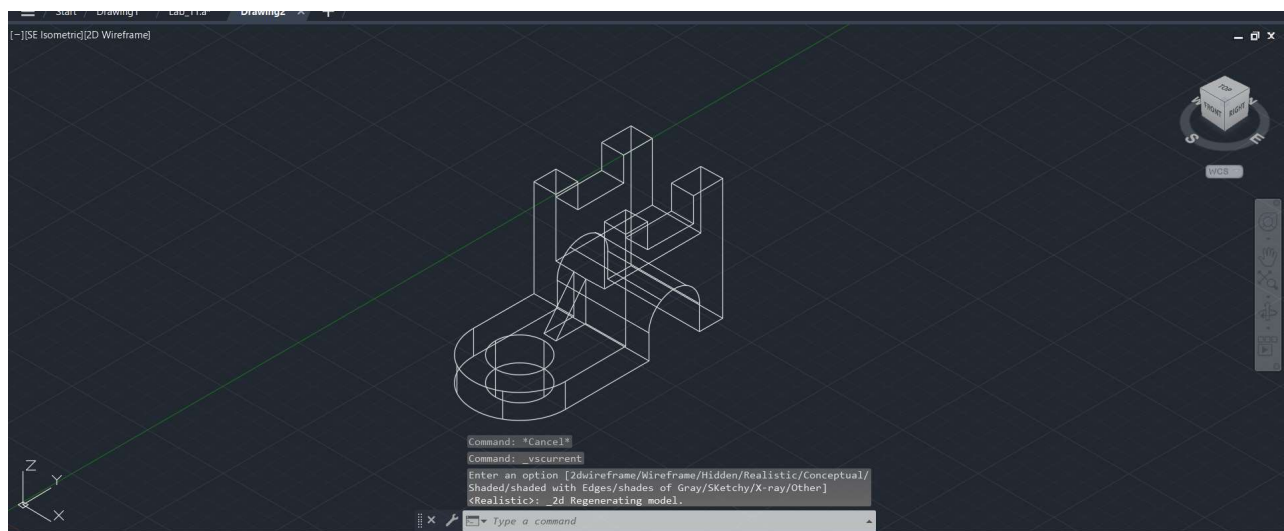 Start / Drawing1 / Lab_11.a* / Drawing2 × +
[−][SE Isometric][2D Wireframe]
TOP
FRONT RIGHT
S E
WCS
Command: *Cancel*
Command: _vscurrent
Enter an option [2dwireframe/Wireframe/Hidden/Realistic/Conceptual/
Shaded/shaded with Edges/shades of Gray/SKetchy/X-ray/Other]
<Realistic>: _2d Regenerating model.
Type a command
Z
Y
X